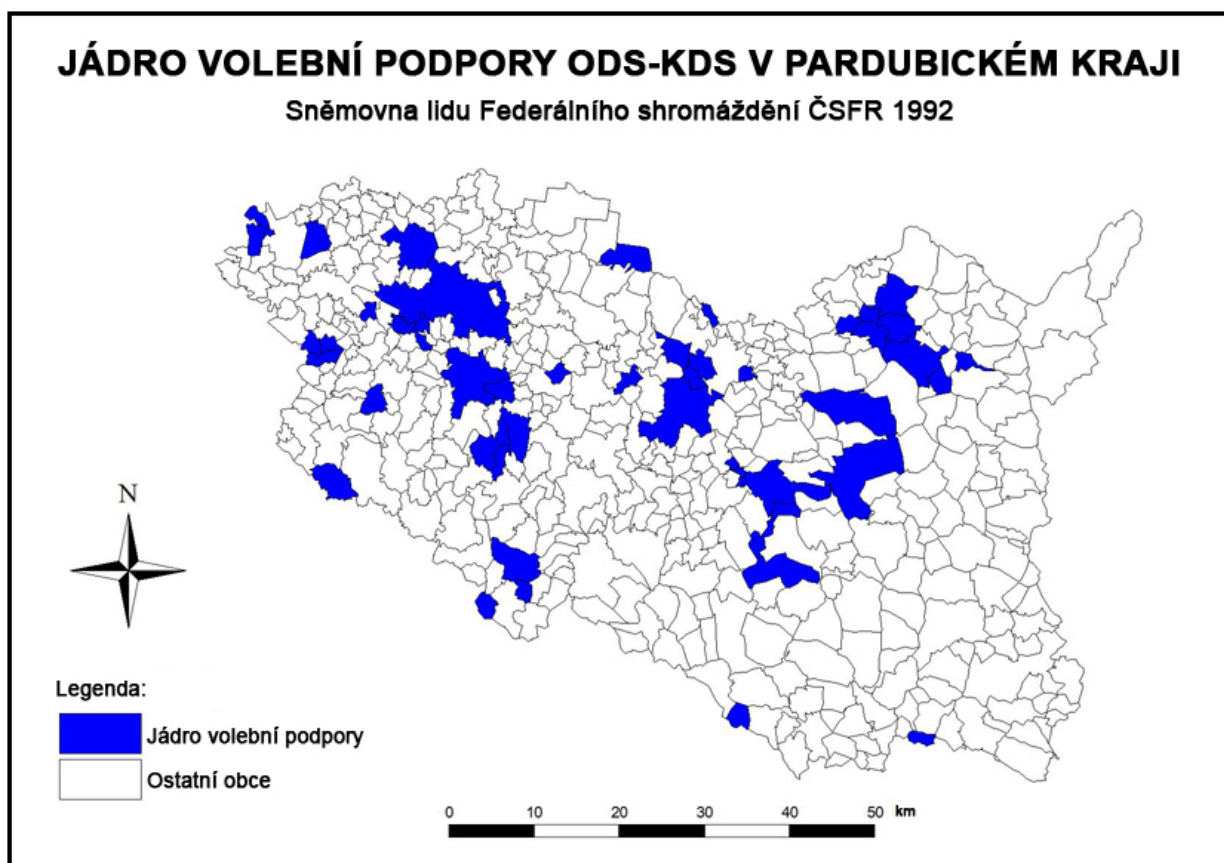 JÁDRO VOLEBNÍ PODPORY ODS-KDS V PARDUBICKÉM KRAJI
Sněmovna lidu Federálního shromáždění ČSFR 1992
N
Legenda:
Jádro volební podpory
Ostatní obce
0 10 20 30 40 50 km